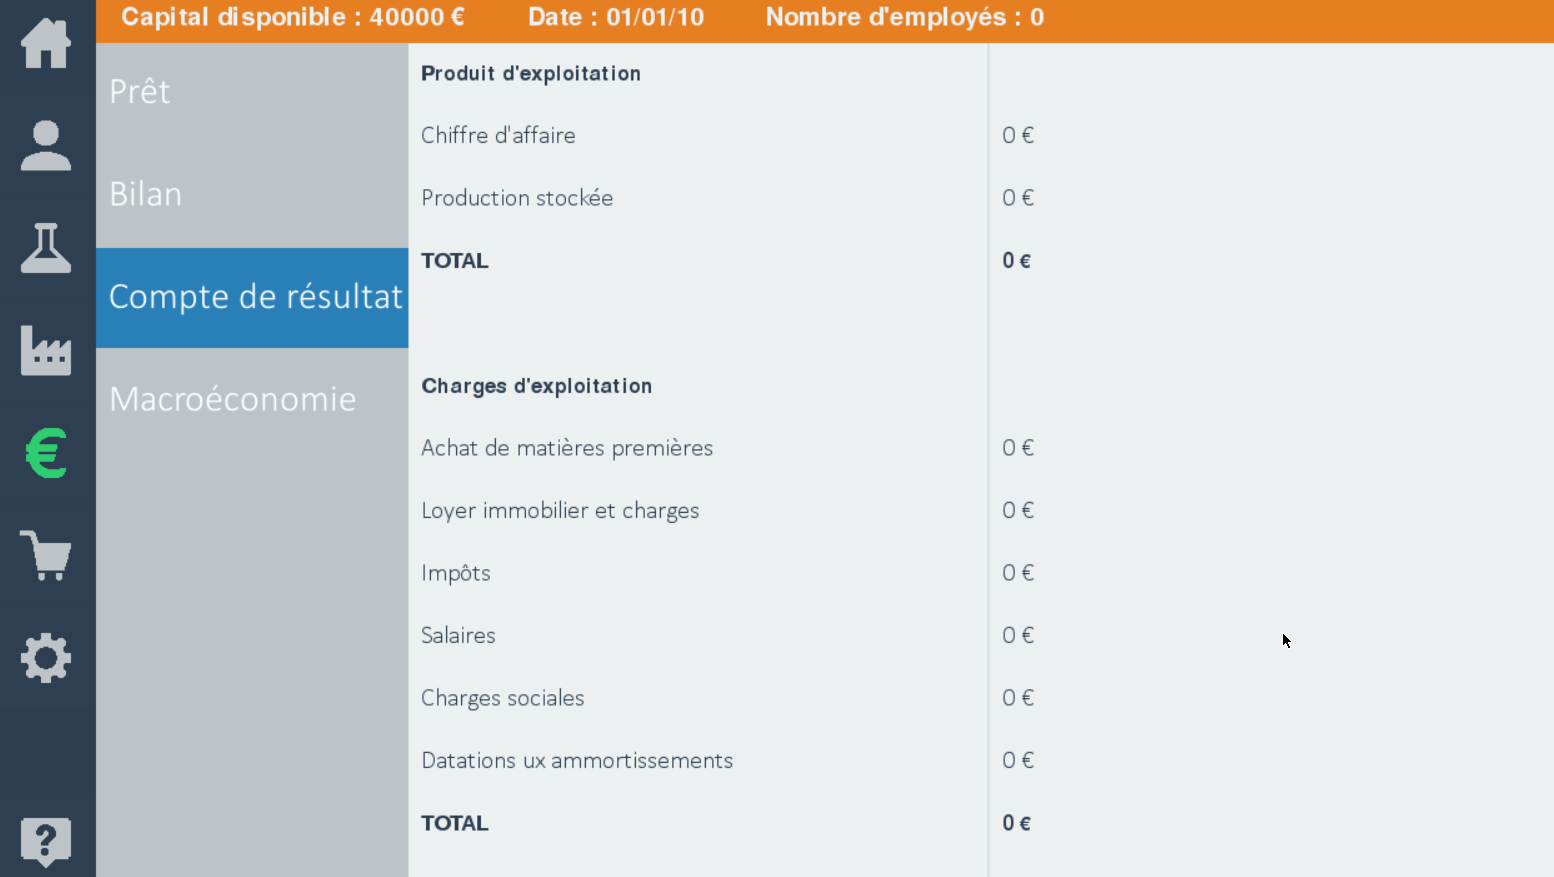 Capital disponible : 40000 € Date : 01/01/10 Nombre d'employés : 0
Prêt
Bilan
Compte de résultat
Macroéconomie
Produit d'exploitation
Chiffre d'affaire 0 €
Production stockée 0 €
TOTAL 0 €
Charges d'exploitation
Achat de matières premières 0 €
Loyer immobilier et charges 0 €
Impôts 0 €
Salaires 0 €
Charges sociales 0 €
Datations ux ammortissements 0 €
TOTAL 0 €
?